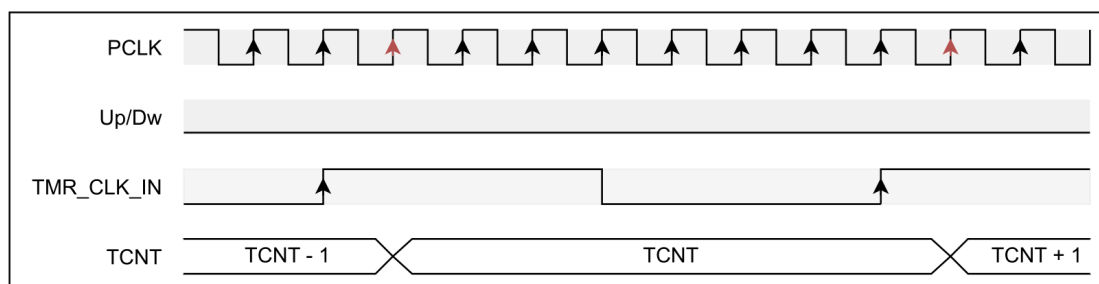 PCLK
Up/Dw
TMR_CLK_IN
TCNT
TCNT - 1
TCNT
TCNT + 1